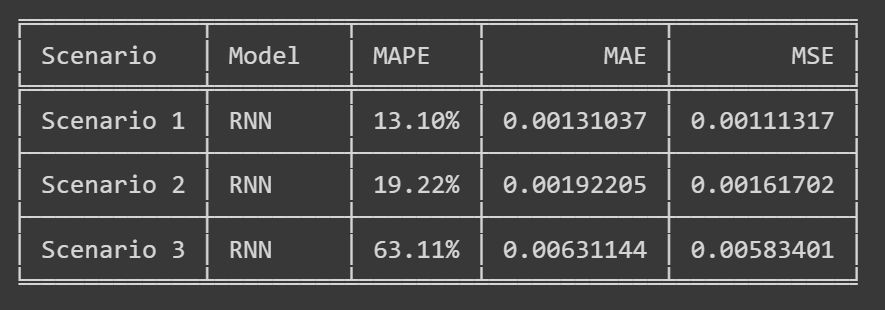 Scenario Model MAPE MAE MSE
Scenario 1 RNN 13.10% 0.00131037 0.00111317
Scenario 2 RNN 19.22% 0.00192205 0.00161702
Scenario 3 RNN 63.11% 0.00631144 0.00583401